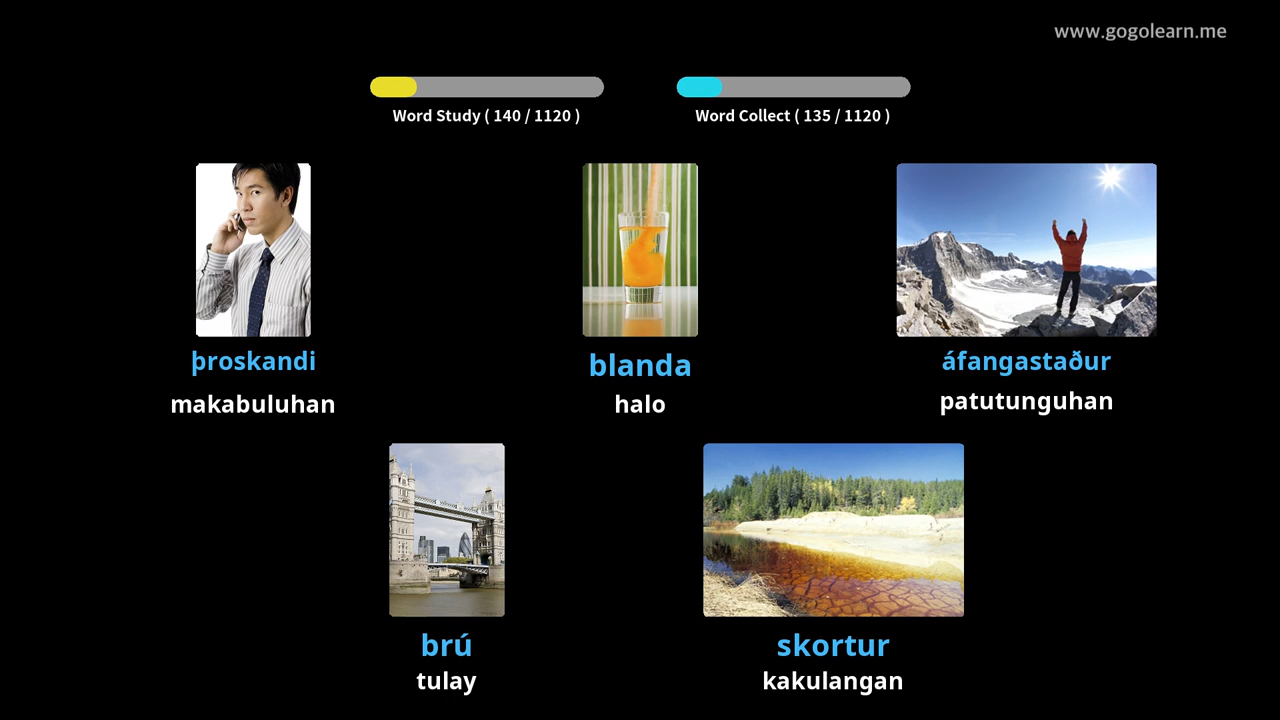 www.gogolearn.me
Word Study ( 140 / 1120 )
Word Collect ( 135 / 1120 )
þroskandi
makabuluhan
blanda
halo
áfangastaður
patutunguhan
brú
tulay
skortur
kakulangan